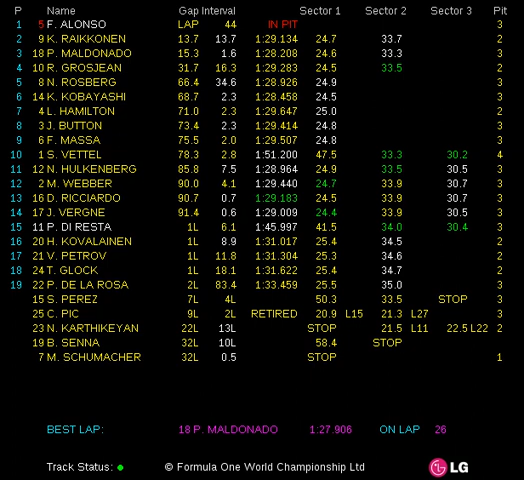 P Name Gap Interval Sector 1 Sector 2 Sector 3 Pit
1 5 F. ALONSO LAP 44 IN PIT 3
2 9 K. RAIKKONEN 13.7 13.7 1:29.134 24.7 33.7 2
3 18 P. MALDONADO 15.3 1.6 1:28.208 24.6 33.3 3
4 10 R. GROSJEAN 31.7 16.3 1:29.283 24.5 33.5 2
5 8 N. ROSBERG 66.4 34.6 1:28.926 24.9 3
6 14 K. KOBAYASHI 68.7 2.3 1:28.458 24.5 3
7 4 L. HAMILTON 71.0 2.3 1:29.647 25.0 2
8 3 J. BUTTON 73.4 2.3 1:29.414 24.8 3
9 6 F. MASSA 75.5 2.0 1:29.507 24.8 3
10 1 S. VETTEL 78.3 2.8 1:51.200 47.5 33.3 30.2 4
11 12 N. HULKENBERG 85.8 7.5 1:28.964 24.9 33.5 30.5 3
12 2 M. WEBBER 90.0 4.1 1:29.440 24.7 33.9 30.7 3
13 16 D. RICCIARDO 90.7 0.7 1:29.183 24.5 33.9 30.7 3
14 17 J. VERGNE 91.4 0.6 1:29.009 24.4 33.9 30.5 3
15 11 P. DI RESTA 1L 6.1 1:45.997 41.5 34.0 30.4 3
16 20 H. KOVALAINEN 1L 8.9 1:31.017 25.4 34.5 2
17 21 V. PETROV 1L 11.8 1:31.304 25.3 34.6 2
18 24 T. GLOCK 1L 18.1 1:31.622 25.4 34.7 2
19 22 P. DE LA ROSA 2L 83.4 1:33.459 25.5 35.0 3
15 S. PEREZ 7L 4L 50.3 33.5 STOP 3
25 C. PIC 9L 2L RETIRED 20.9 L15 21.3 L27 3
23 N. KARTHIKEYAN 22L 13L STOP 21.5 L11 22.5 L22 2
19 B. SENNA 32L 10L 58.4 STOP
7 M. SCHUMACHER 32L 0.5 STOP 1
BEST LAP: 18 P. MALDONADO 1:27.906 ON LAP 26
Track Status: © Formula One World Championship Ltd LG